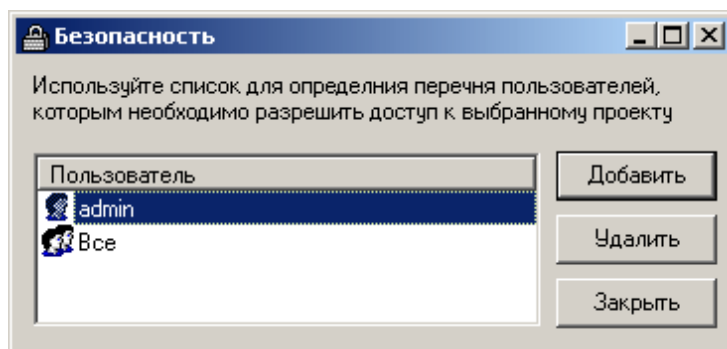 Безопасность
Используйте список для определния перечня пользователей,
которым необходимо разрешить доступ к выбранному проекту
Пользователь
Добавить
admin
Все
Удалить
Закрыть